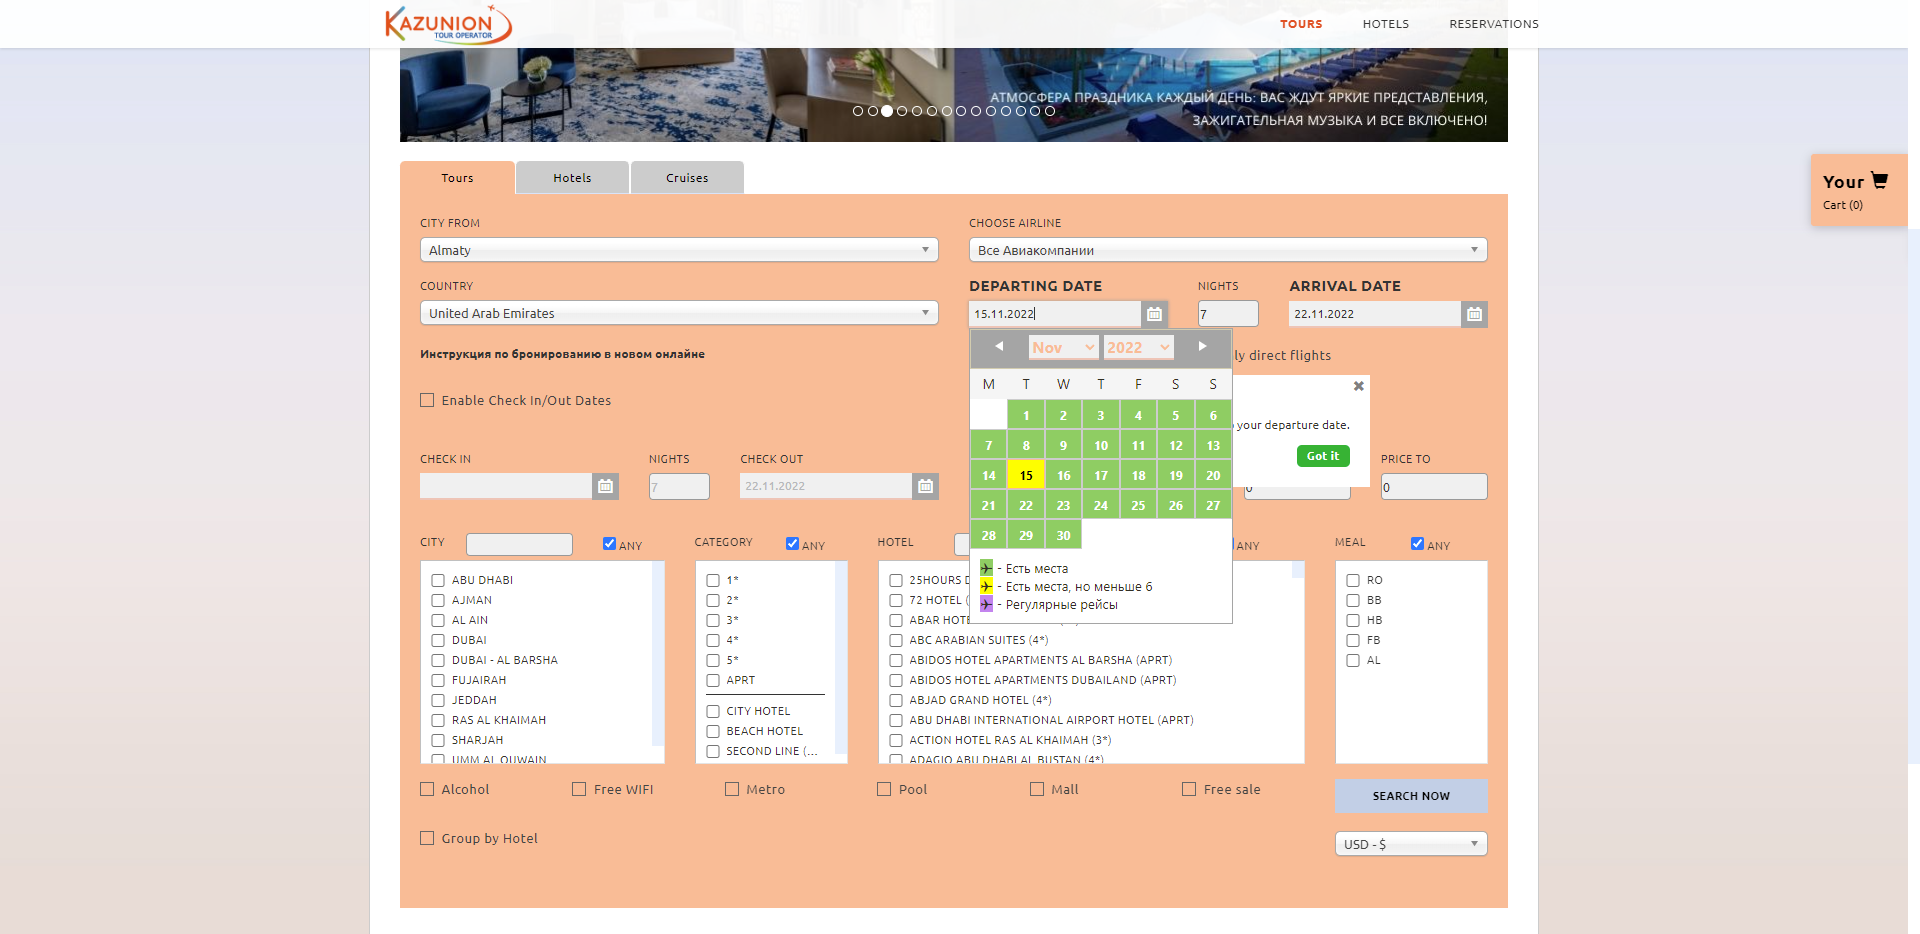 KAZUNION
TOUR OPERATOR
TOURS
HOTELS
RESERVATIONS
АТМОСФЕРА ПРАЗДНИКА КАЖДЫЙ ДЕНЬ: ВАС ЖДУТ ЯРКИЕ ПРЕДСТАВЛЕНИЯ,
ЗАЖИГАТЕЛЬНАЯ МУЗЫКА И ВСЕ ВКЛЮЧЕНО!
Your
Cart (0)
Tours
Hotels
Cruises
CITY FROM
Almaty
CHOOSE AIRLINE
Все Авиакомпании
COUNTRY
United Arab Emirates
DEPARTING DATE
15.11.2022
NIGHTS
7
ARRIVAL DATE
22.11.2022
Инструкция по бронированию в новом онлайне
Nov 2022
direct flights
M T W T F S S
1 2 3 4 5 6
7 8 9 10 11 12 13
14 15 16 17 18 19 20
21 22 23 24 25 26 27
28 29 30
- Есть места
- Есть места, но меньше 6
- Регулярные рейсы
your departure date.
Got it
Enable Check In/Out Dates
CHECK IN
NIGHTS
7
CHECK OUT
22.11.2022
0
PRICE TO
0
CITY
ANY
ABU DHABI
AJMAN
AL AIN
DUBAI
DUBAI - AL BARSHA
FUJAIRAH
JEDDAH
RAS AL KHAIMAH
SHARJAH
UMM AL QUWAIN
CATEGORY
ANY
1*
2*
3*
4*
5*
APRT
CITY HOTEL
BEACH HOTEL
SECOND LINE (...
HOTEL
ANY
25HOURS
72 HOTEL (
ABAR
ABC ARABIAN SUITES (4*)
ABIDOS HOTEL APARTMENTS AL BARSHA (APRT)
ABIDOS HOTEL APARTMENTS DUBAILAND (APRT)
ABJAD GRAND HOTEL (4*)
ABU DHABI INTERNATIONAL AIRPORT HOTEL (APRT)
ACTION HOTEL RAS AL KHAIMAH (3*)
ADAGIO ABU DHABI AL BUSTAN (4*)
MEAL
ANY
RO
BB
HB
FB
AL
Alcohol
Free WIFI
Metro
Pool
Mall
Free sale
SEARCH NOW
Group by Hotel
USD - $